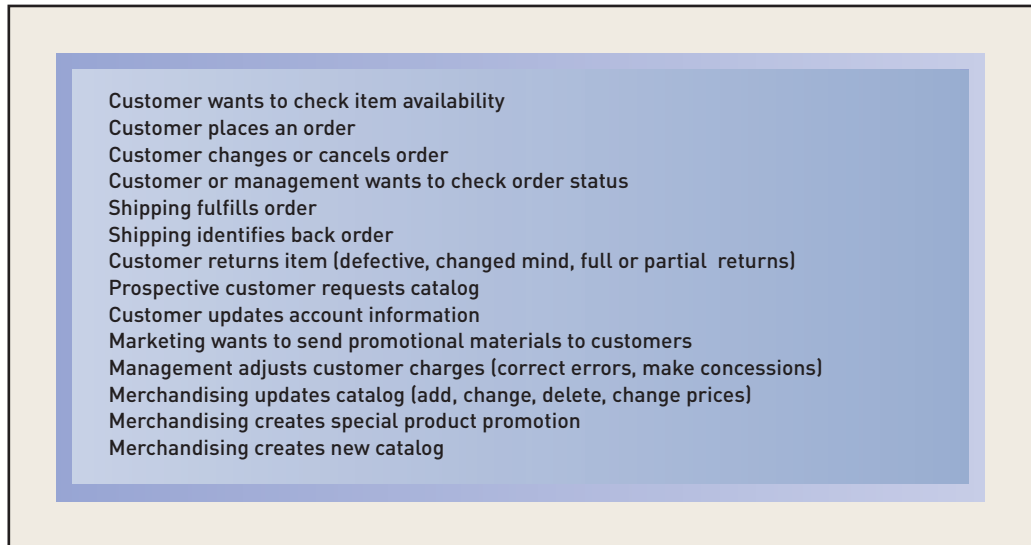 Customer wants to check item availability
Customer places an order
Customer changes or cancels order
Customer or management wants to check order status
Shipping fulfills order
Shipping identifies back order
Customer returns item (defective, changed mind, full or partial returns)
Prospective customer requests catalog
Customer updates account information
Marketing wants to send promotional materials to customers
Management adjusts customer charges (correct errors, make concessions)
Merchandising updates catalog (add, change, delete, change prices)
Merchandising creates special product promotion
Merchandising creates new catalog